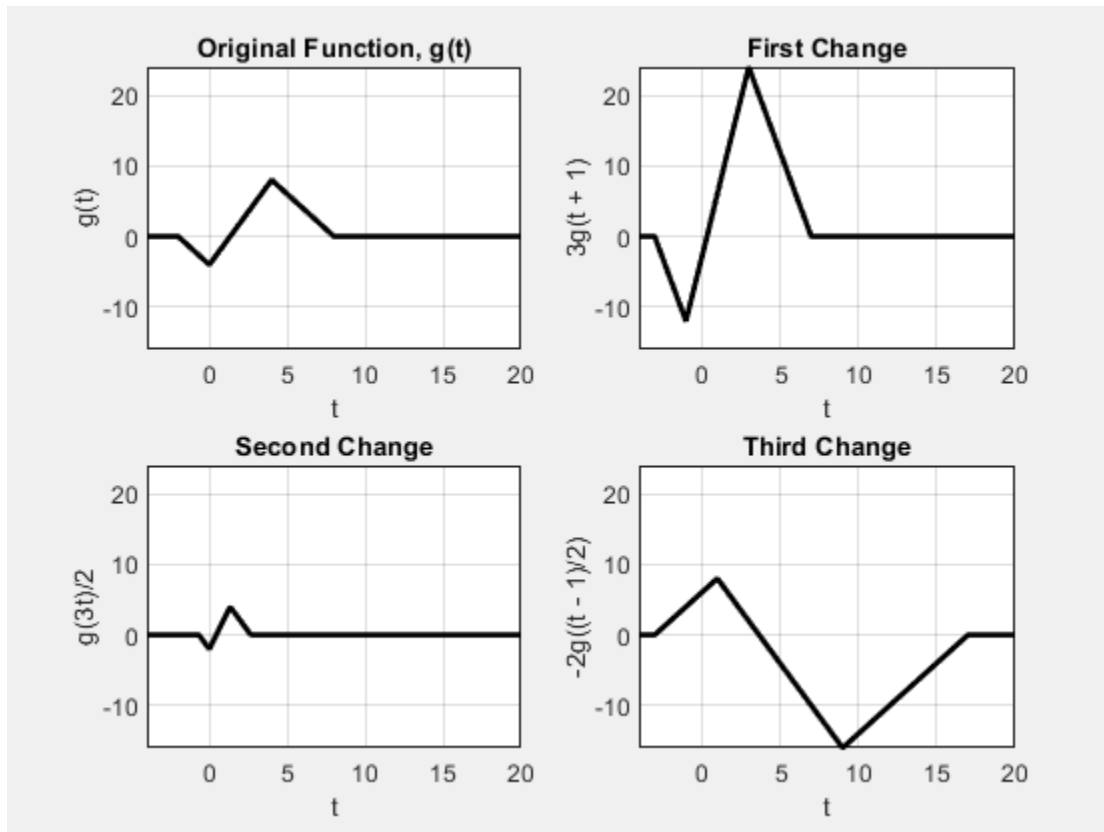 Original Function, g(t)
20
10
0
-10
g(t)
0 5 10 15 20
t
First Change
20
10
0
-10
3g(t + 1)
0 5 10 15 20
t
Second Change
20
10
0
-10
g(3t)/2
0 5 10 15 20
t
Third Change
20
10
0
-10
-2g((t - 1)/2)
0 5 10 15 20
t